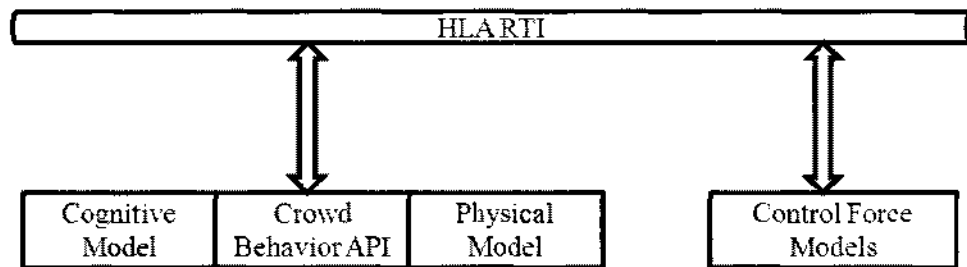 HLA RTI
Cognitive
Model
Crowd
Behavior API
Physical
Model
Control Force
Models